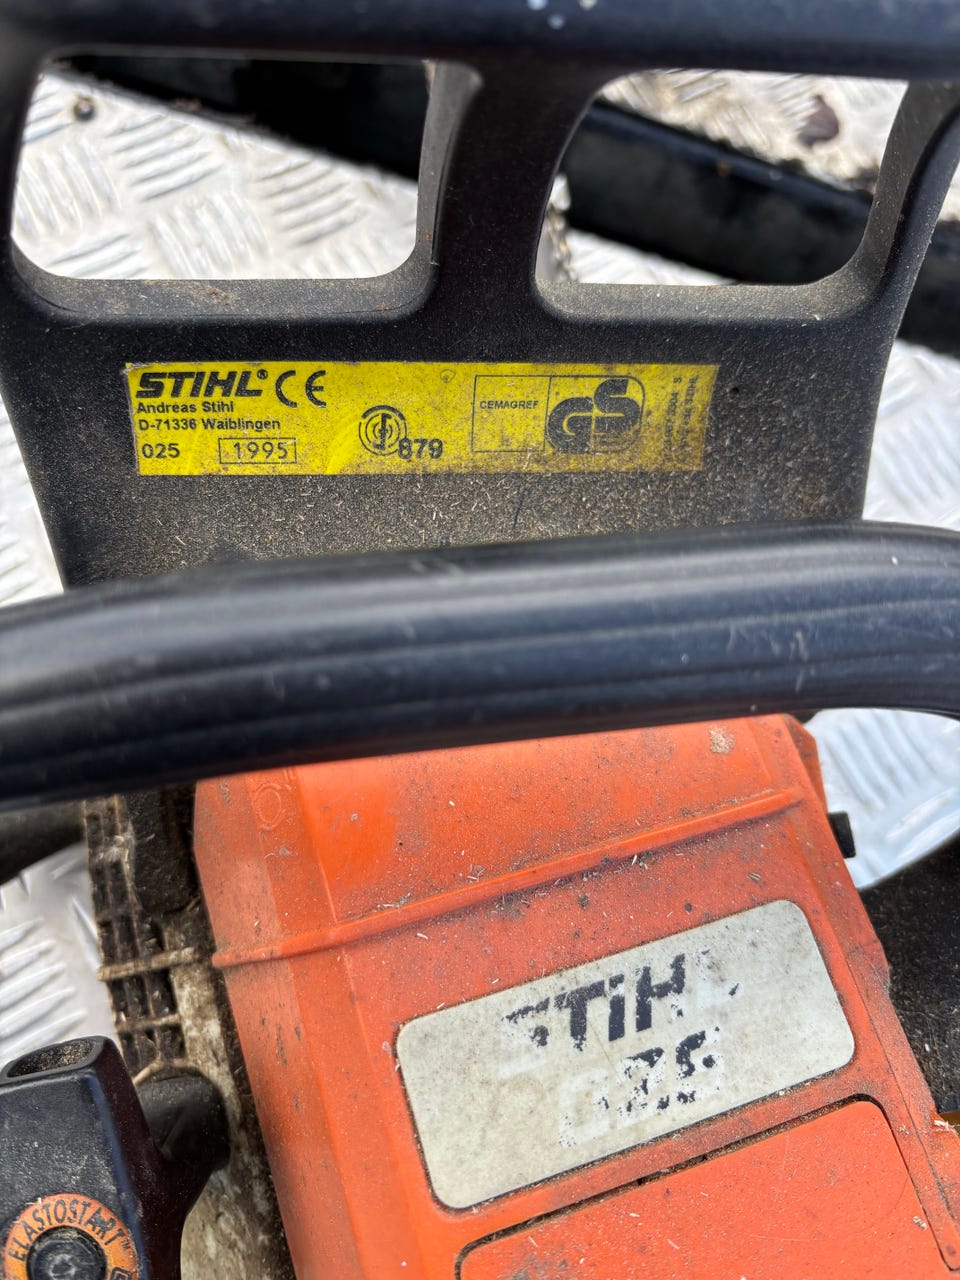 STIHL® CE
Andreas Stihl
D-71336 Waiblingen
025 1995
879
CEMAGREF
GS
STIHL
025
ELASTOSTART